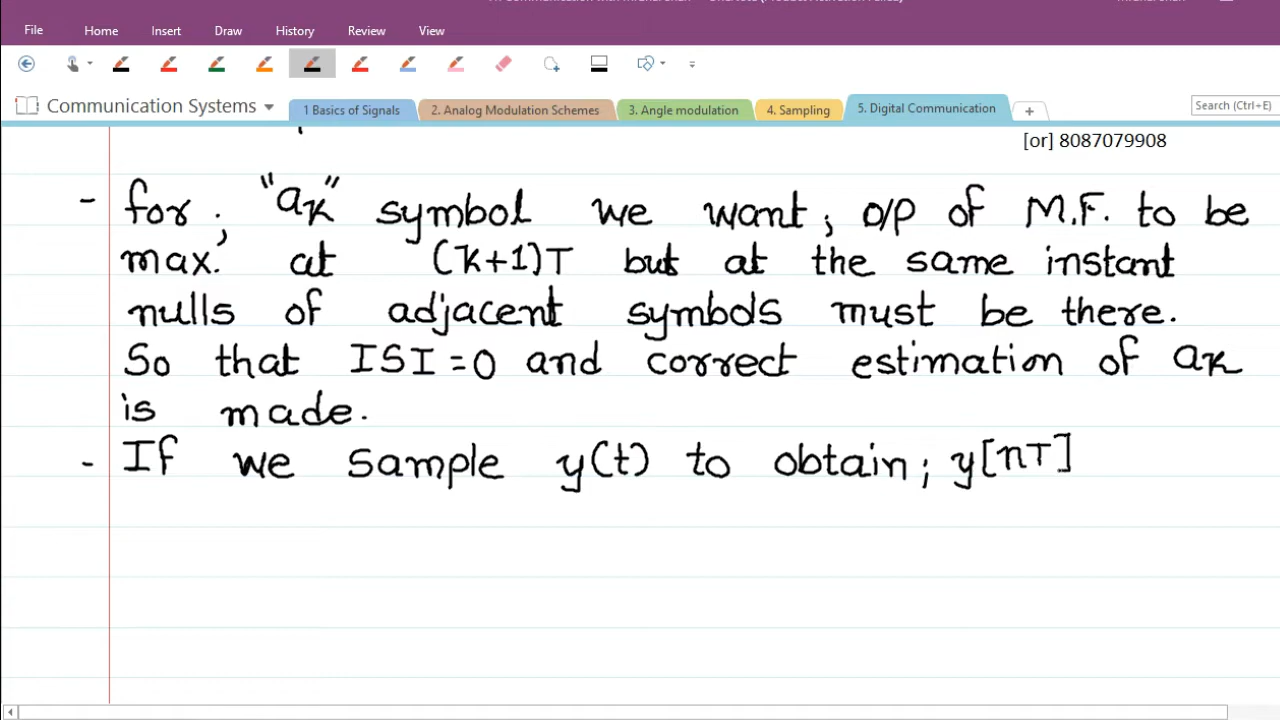 File Home Insert Draw History Review View
Communication Systems 1 Basics of Signals 2. Analog Modulation Schemes 3. Angle modulation 4. Sampling 5. Digital Communication Search (Ctrl+E)
[or] 8087079908
- for ; "aK" symbol we want ; O/P of M.F. to be
max. at (K+1)T but at the same instant
nulls of adjacent symbols must be there.
So that ISI = 0 and correct estimation of aK
is made.
- If we sample y(t) to obtain ; y[nT]